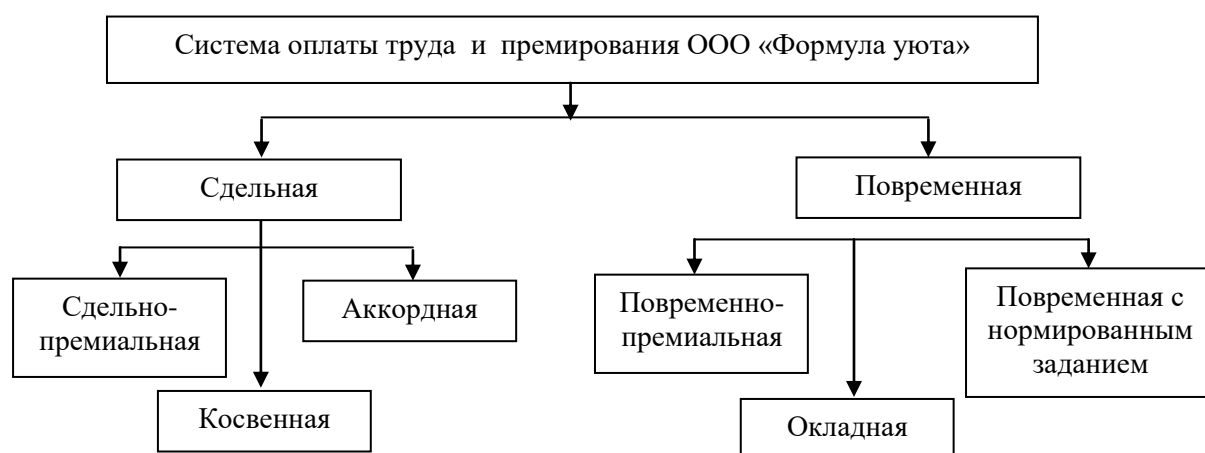 Система оплаты труда и премирования ООО «Формула уюта»
Сдельная
Повременная
Сдельно-
премиальная
Аккордная
Повременно-
премиальная
Повременная с
нормированным
заданием
Косвенная
Окладная